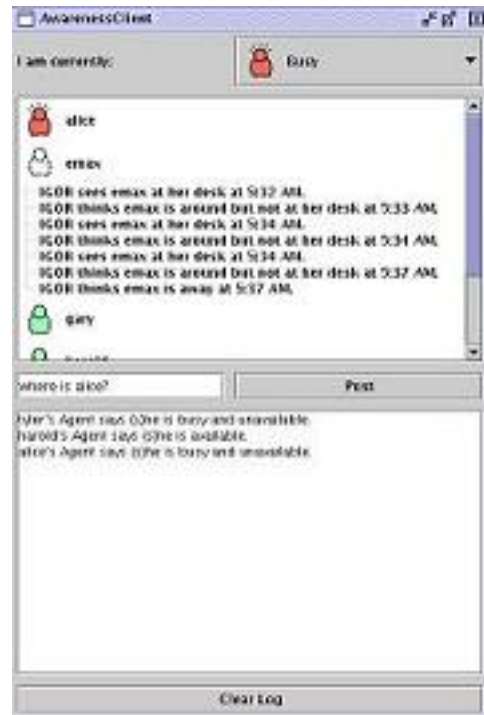 AwarenessClient
I am currently:
Busy
alice
emax
IGOR sees emax at her desk at 5:32 AM.
IGOR thinks emax is around but not at her desk at 5:33 AM.
IGOR sees emax at her desk at 5:34 AM.
IGOR thinks emax is around but not at her desk at 5:34 AM.
IGOR sees emax at her desk at 5:34 AM.
IGOR thinks emax is around but not at her desk at 5:37 AM.
IGOR thinks emax is away at 5:37 AM.
gary
where is alice?
Post
tyler's Agent says (s)he is busy and unavailable.
harold's Agent says (s)he is available.
alice's Agent says (s)he is busy and unavailable.
Clear Log